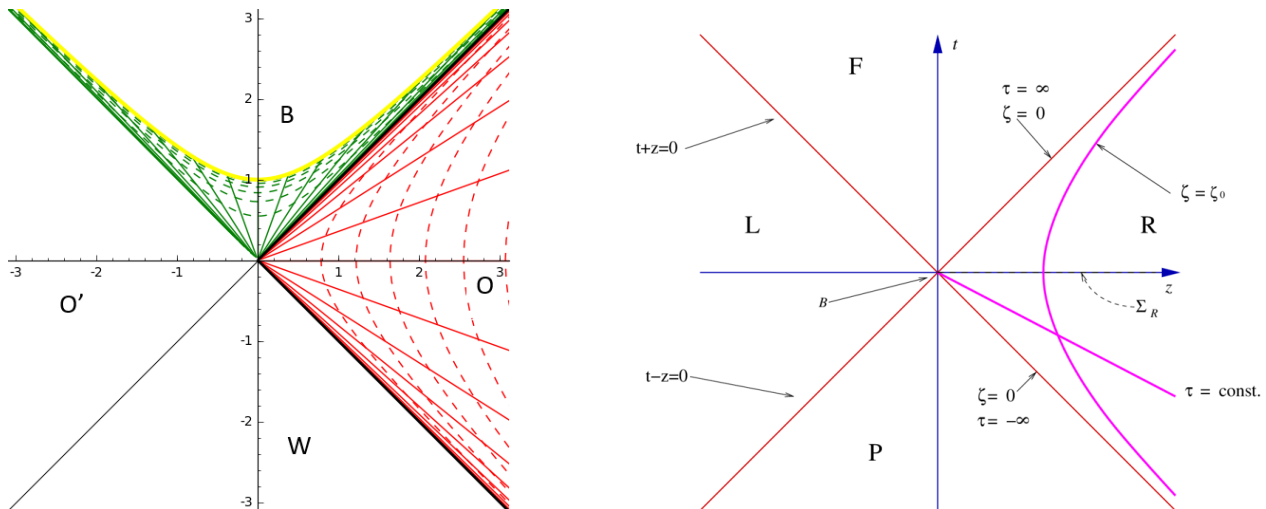 3
2
1
-1
-2
-3
-3
-2
-1
1
2
3
B
O
O'
W
t
F
τ = ∞
ζ = 0
t+z=0
ζ = ζ₀
L
R
z
B
Σ_R
t−z=0
ζ= 0
τ = −∞
τ = const.
P